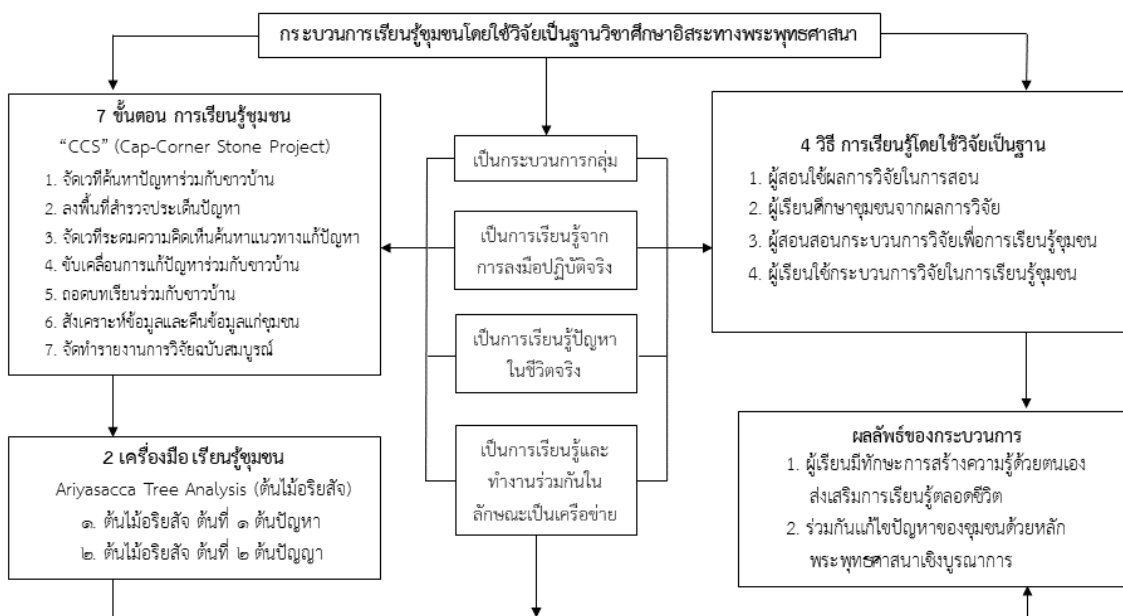 กระบวนการเรียนรู้ชุมชนโดยใช้วิจัยเป็นฐานวิชาศึกษาอิสระทางพระพุทธศาสนา
7 ขั้นตอน การเรียนรู้ชุมชน
“CCS” (Cap-Corner Stone Project)
1. จัดเวทีค้นหาปัญหาร่วมกับชาวบ้าน
2. ลงพื้นที่สำรวจประเด็นปัญหา
3. จัดเวทีระดมความคิดเห็นค้นหาแนวทางแก้ปัญหา
4. ขับเคลื่อนการแก้ปัญหาร่วมกับชาวบ้าน
5. ถอดบทเรียนร่วมกับชาวบ้าน
6. สังเคราะห์ข้อมูลและคืนข้อมูลแก่ชุมชน
7. จัดทำรายงานการวิจัยฉบับสมบูรณ์
2 เครื่องมือ เรียนรู้ชุมชน
Ariyasacca Tree Analysis (ต้นไม้อริยสัจ)
๑. ต้นไม้อริยสัจ ต้นที่ ๑ ต้นปัญหา
๒. ต้นไม้อริยสัจ ต้นที่ ๒ ต้นปัญญา
เป็นกระบวนการกลุ่ม
เป็นการเรียนรู้จาก
การลงมือปฏิบัติจริง
เป็นการเรียนรู้ปัญหา
ในชีวิตจริง
เป็นการเรียนรู้และ
ทำงานร่วมกันใน
ลักษณะเป็นเครือข่าย
4 วิธี การเรียนรู้โดยใช้วิจัยเป็นฐาน
1. ผู้สอนใช้ผลการวิจัยในการสอน
2. ผู้เรียนศึกษาชุมชนจากผลการวิจัย
3. ผู้สอนสอนกระบวนการวิจัยเพื่อการเรียนรู้ชุมชน
4. ผู้เรียนใช้กระบวนการวิจัยในการเรียนรู้ชุมชน
ผลลัพธ์ของกระบวนการ
1. ผู้เรียนมีทักษะการสร้างความรู้ด้วยตนเอง
ส่งเสริมการเรียนรู้ตลอดชีวิต
2. ร่วมกันแก้ไขปัญหาของชุมชนด้วยหลัก
พระพุทธศาสนาเชิงบูรณาการ